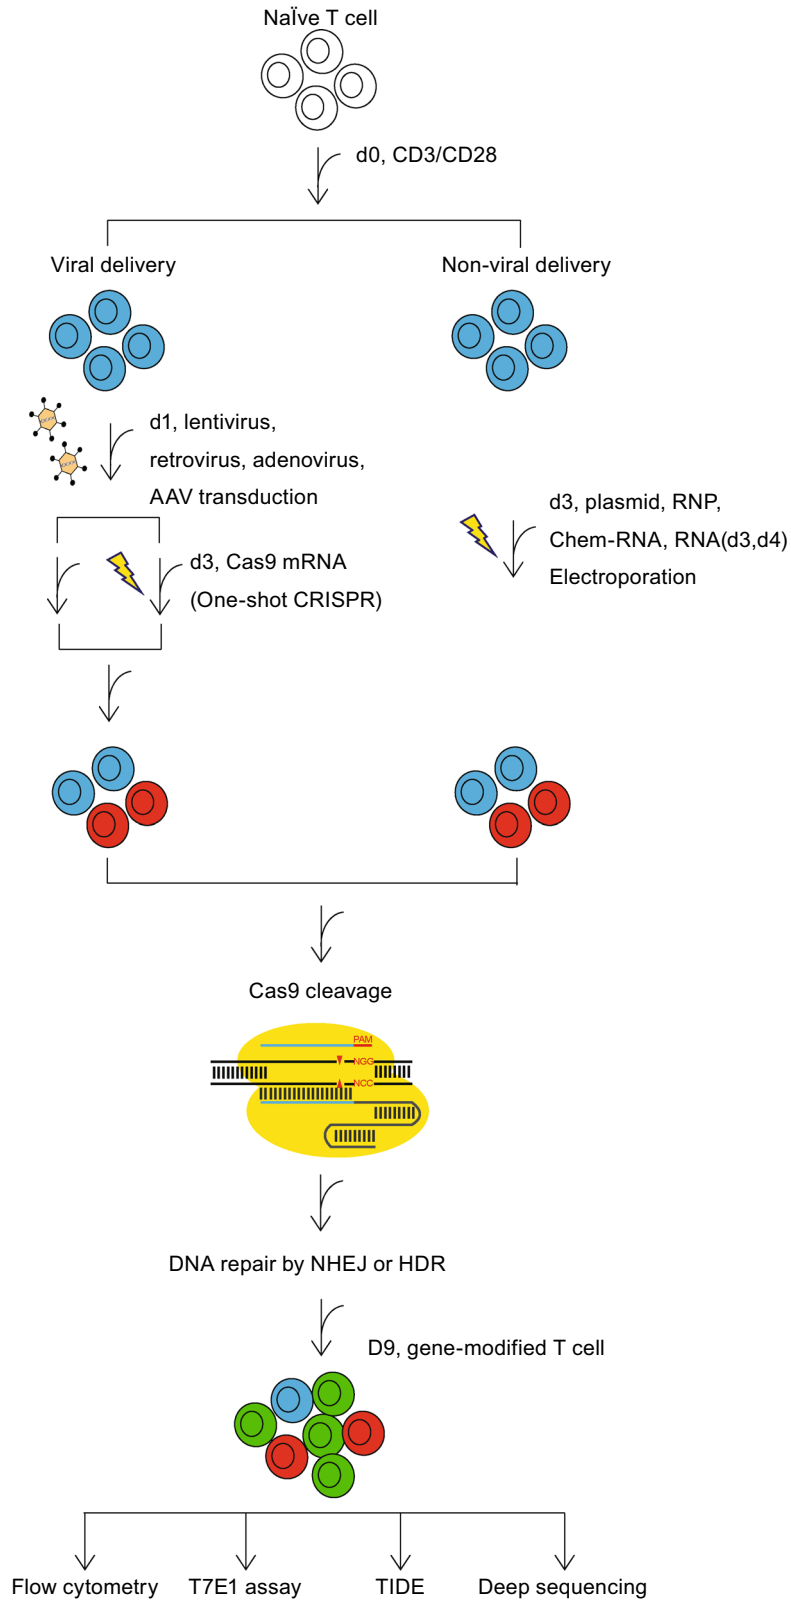 NaÏve T cell
d0, CD3/CD28
Viral delivery
Non-viral delivery
d1, lentivirus,
retrovirus, adenovirus,
AAV transduction
d3, plasmid, RNP,
Chem-RNA, RNA(d3,d4)
Electroporation
d3, Cas9 mRNA
(One-shot CRISPR)
Cas9 cleavage
PAM
NGG
NCC
DNA repair by NHEJ or HDR
D9, gene-modified T cell
Flow cytometry
T7E1 assay
TIDE
Deep sequencing